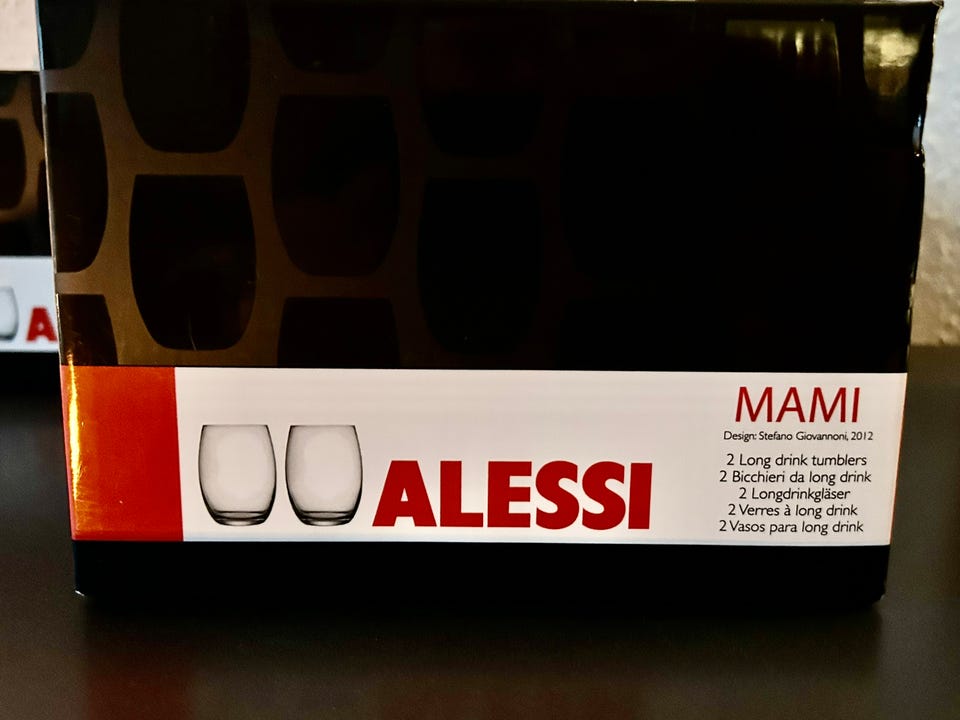 MAMI
Design: Stefano Giovannoni, 2012
2 Long drink tumblers
2 Bicchieri da long drink
2 Longdrinkgläser
2 Verres à long drink
2 Vasos para long drink
ALESSI
A